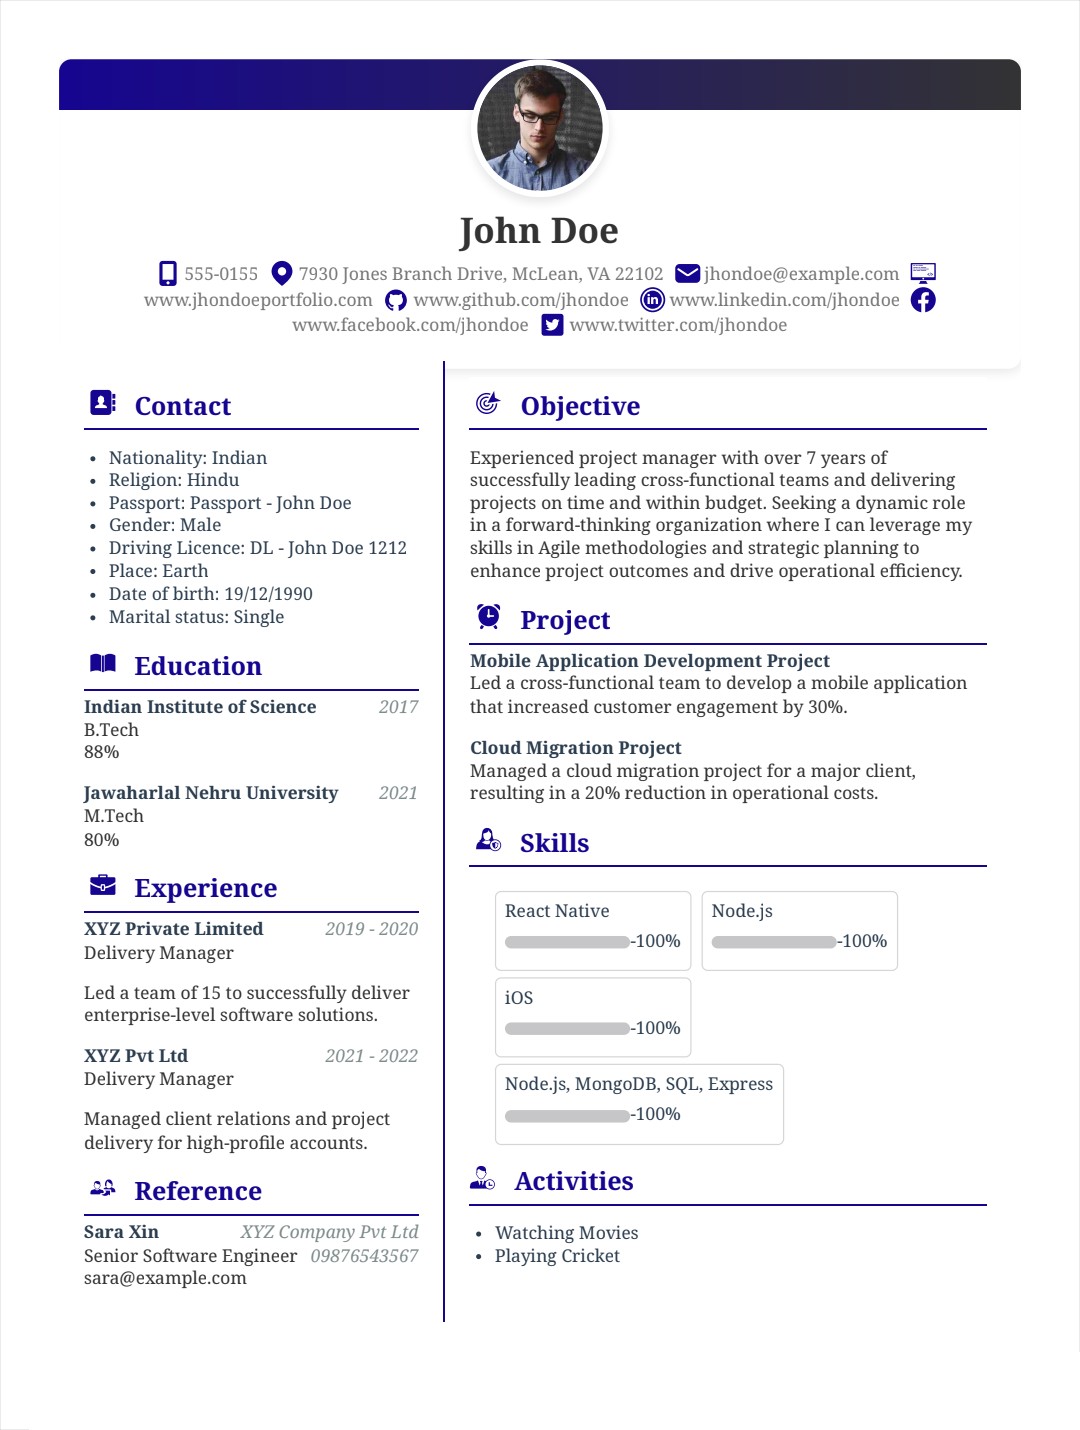 John Doe
555-0155 7930 Jones Branch Drive, McLean, VA 22102 jhondoe@example.com
www.jhondoeportfolio.com www.github.com/jhondoe www.linkedin.com/jhondoe
www.facebook.com/jhondoe www.twitter.com/jhondoe
Contact
Nationality: Indian
Religion: Hindu
Passport: Passport - John Doe
Gender: Male
Driving Licence: DL - John Doe 1212
Place: Earth
Date of birth: 19/12/1990
Marital status: Single
Education
Indian Institute of Science 2017
B.Tech
88%
Jawaharlal Nehru University 2021
M.Tech
80%
Experience
XYZ Private Limited 2019 - 2020
Delivery Manager
Led a team of 15 to successfully deliver
enterprise-level software solutions.
XYZ Pvt Ltd 2021 - 2022
Delivery Manager
Managed client relations and project
delivery for high-profile accounts.
Reference
Sara Xin XYZ Company Pvt Ltd
Senior Software Engineer 09876543567
sara@example.com
Objective
Experienced project manager with over 7 years of
successfully leading cross-functional teams and delivering
projects on time and within budget. Seeking a dynamic role
in a forward-thinking organization where I can leverage my
skills in Agile methodologies and strategic planning to
enhance project outcomes and drive operational efficiency.
Project
Mobile Application Development Project
Led a cross-functional team to develop a mobile application
that increased customer engagement by 30%.
Cloud Migration Project
Managed a cloud migration project for a major client,
resulting in a 20% reduction in operational costs.
Skills
React Native
-100%
Node.js
-100%
iOS
-100%
Node.js, MongoDB, SQL, Express
-100%
Activities
Watching Movies
Playing Cricket